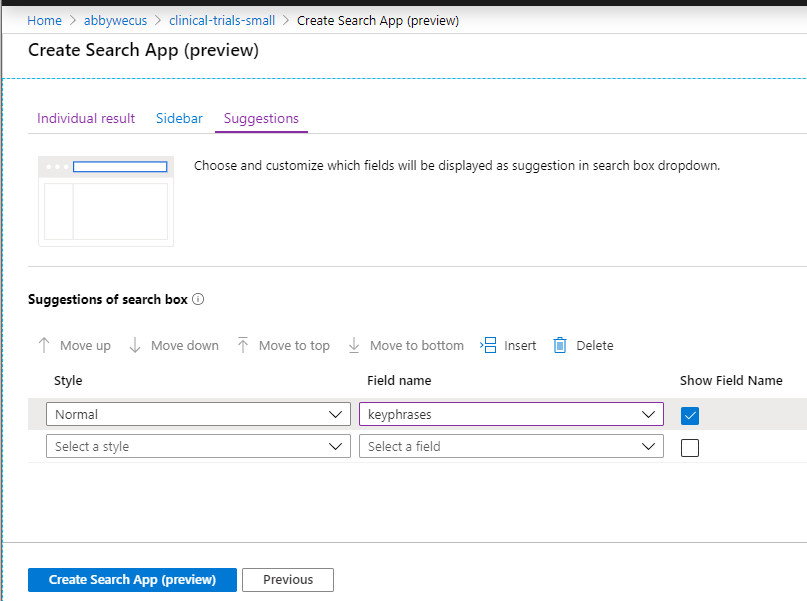 Home > abbywecus > clinical-trials-small > Create Search App (preview)
Create Search App (preview)
Individual result Sidebar Suggestions
Choose and customize which fields will be displayed as suggestion in search box dropdown.
Suggestions of search box
Move up Move down Move to top Move to bottom Insert Delete
Style Field name Show Field Name
Normal keyphrases
Select a style Select a field
Create Search App (preview) Previous